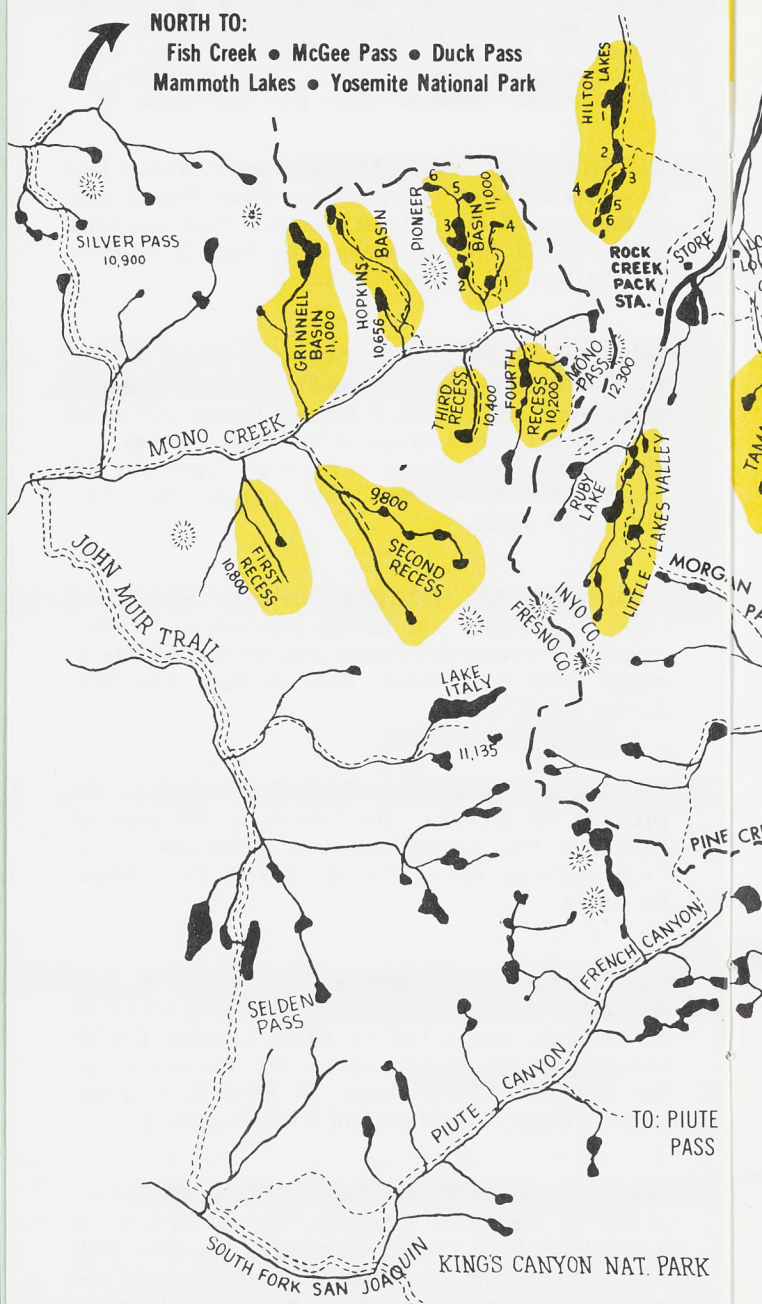 NORTH TO:
Fish Creek ● McGee Pass ● Duck Pass
Mammoth Lakes ● Yosemite National Park
HILTON
LAKES
2
3
4
5
6
SILVER PASS
10,900
GRINNELL
BASIN
11,000
HOPKINS
BASIN
10,656
PIONEER
BASIN
11,000
6
5
3
4
2
1
ROCK
CREEK
PACK
STA.
STORE
MONO
PASS
12,300
THIRD
RECESS
10,400
FOURTH
RECESS
10,200
MONO CREEK
RUBY
LAKE
LITTLE LAKES VALLEY
FIRST
RECESS
10,800
9,800
SECOND
RECESS
JOHN MUIR TRAIL
MORGAN
INYO CO.
FRESNO CO.
LAKE
ITALY
11,135
SELDEN
PASS
FRENCH CANYON
PIUTE CANYON
TO: PIUTE
PASS
SOUTH FORK SAN JOAQUIN
KING'S CANYON NAT. PARK